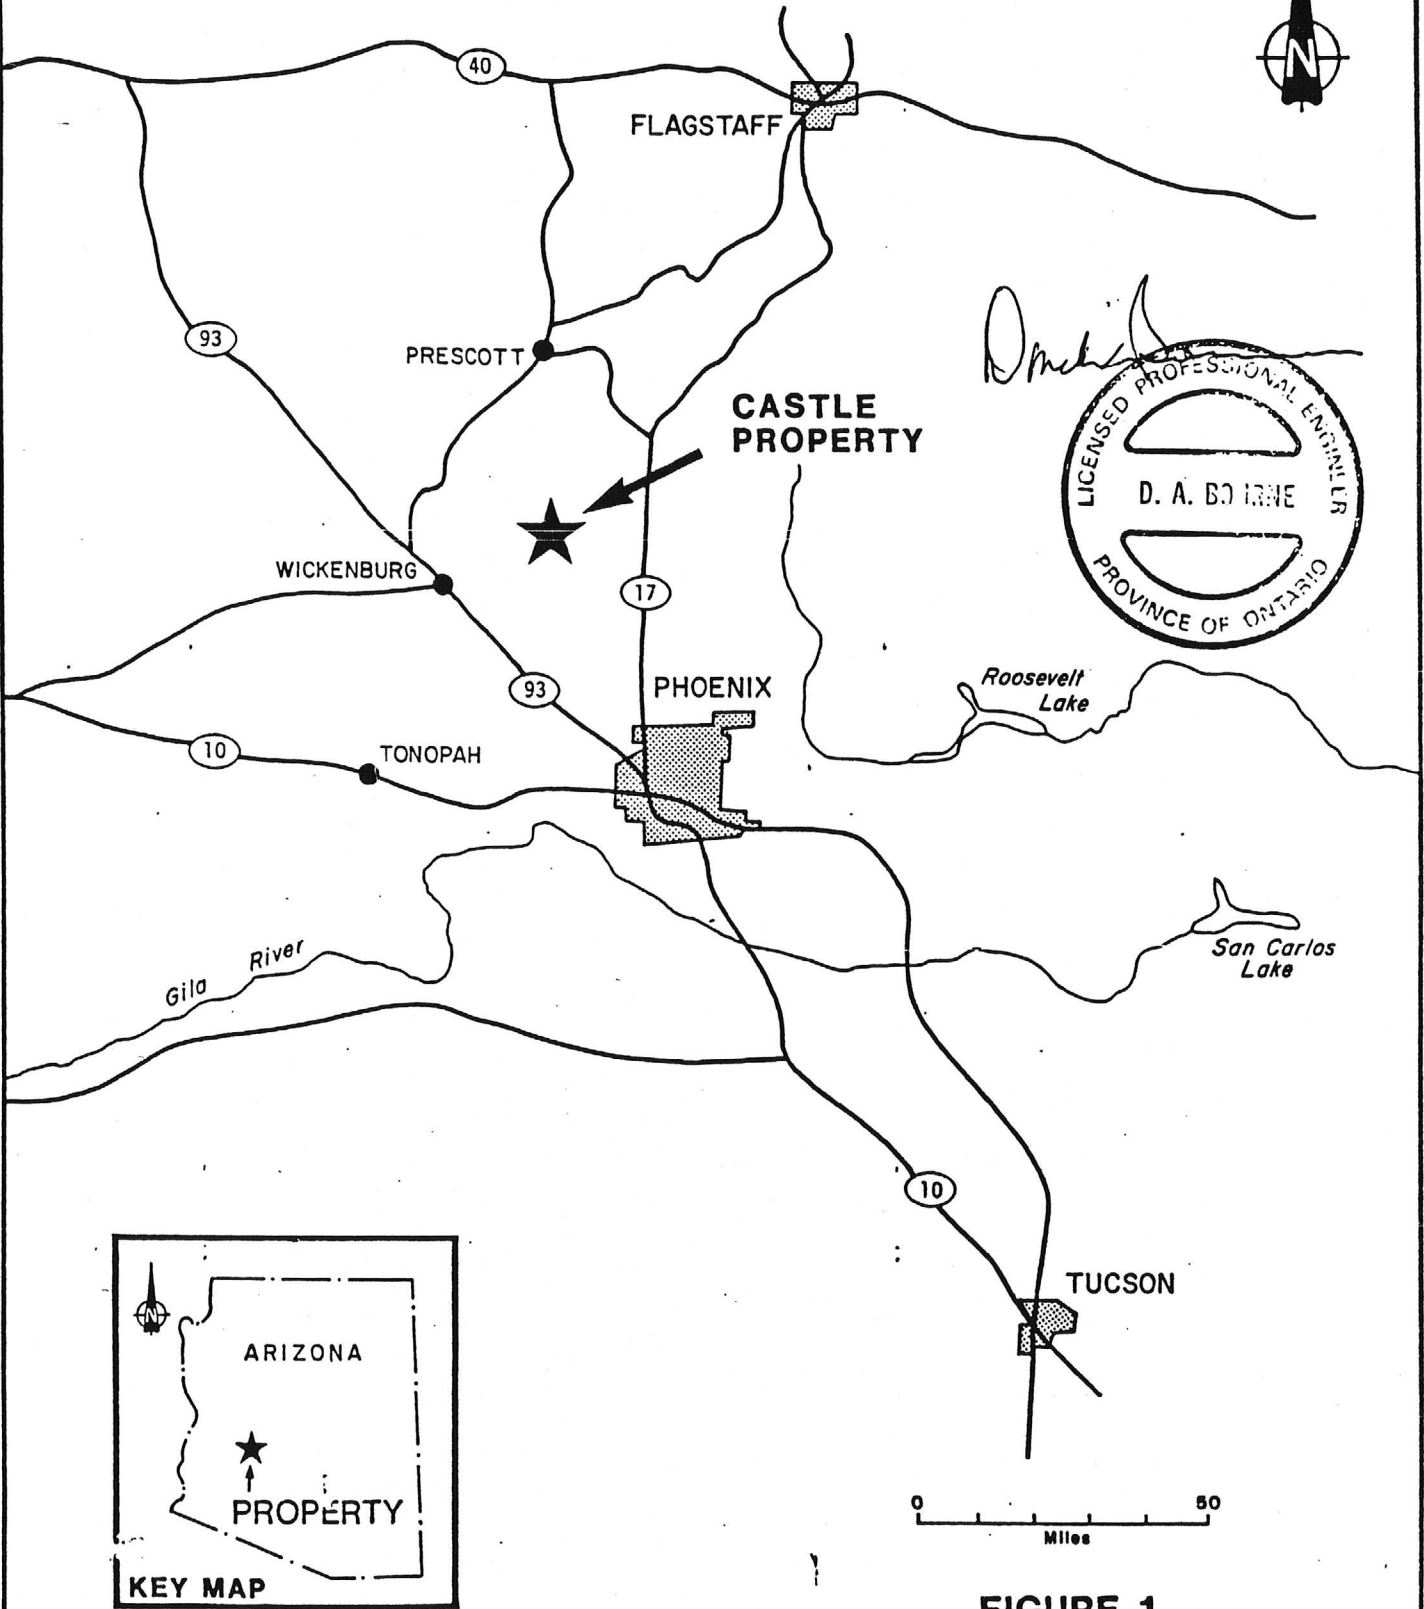 40
N
FLAGSTAFF
93
PRESCOTT
CASTLE
PROPERTY
LICENSED PROFESSIONAL ENGINEER
D. A. BOURNE
PROVINCE OF ONTARIO
WICKENBURG
17
93
PHOENIX
Roosevelt
Lake
10
TONOPAH
San Carlos
Lake
Gila River
10
TUCSON
N
ARIZONA
PROPERTY
KEY MAP
0 50
Miles
FIGURE 1